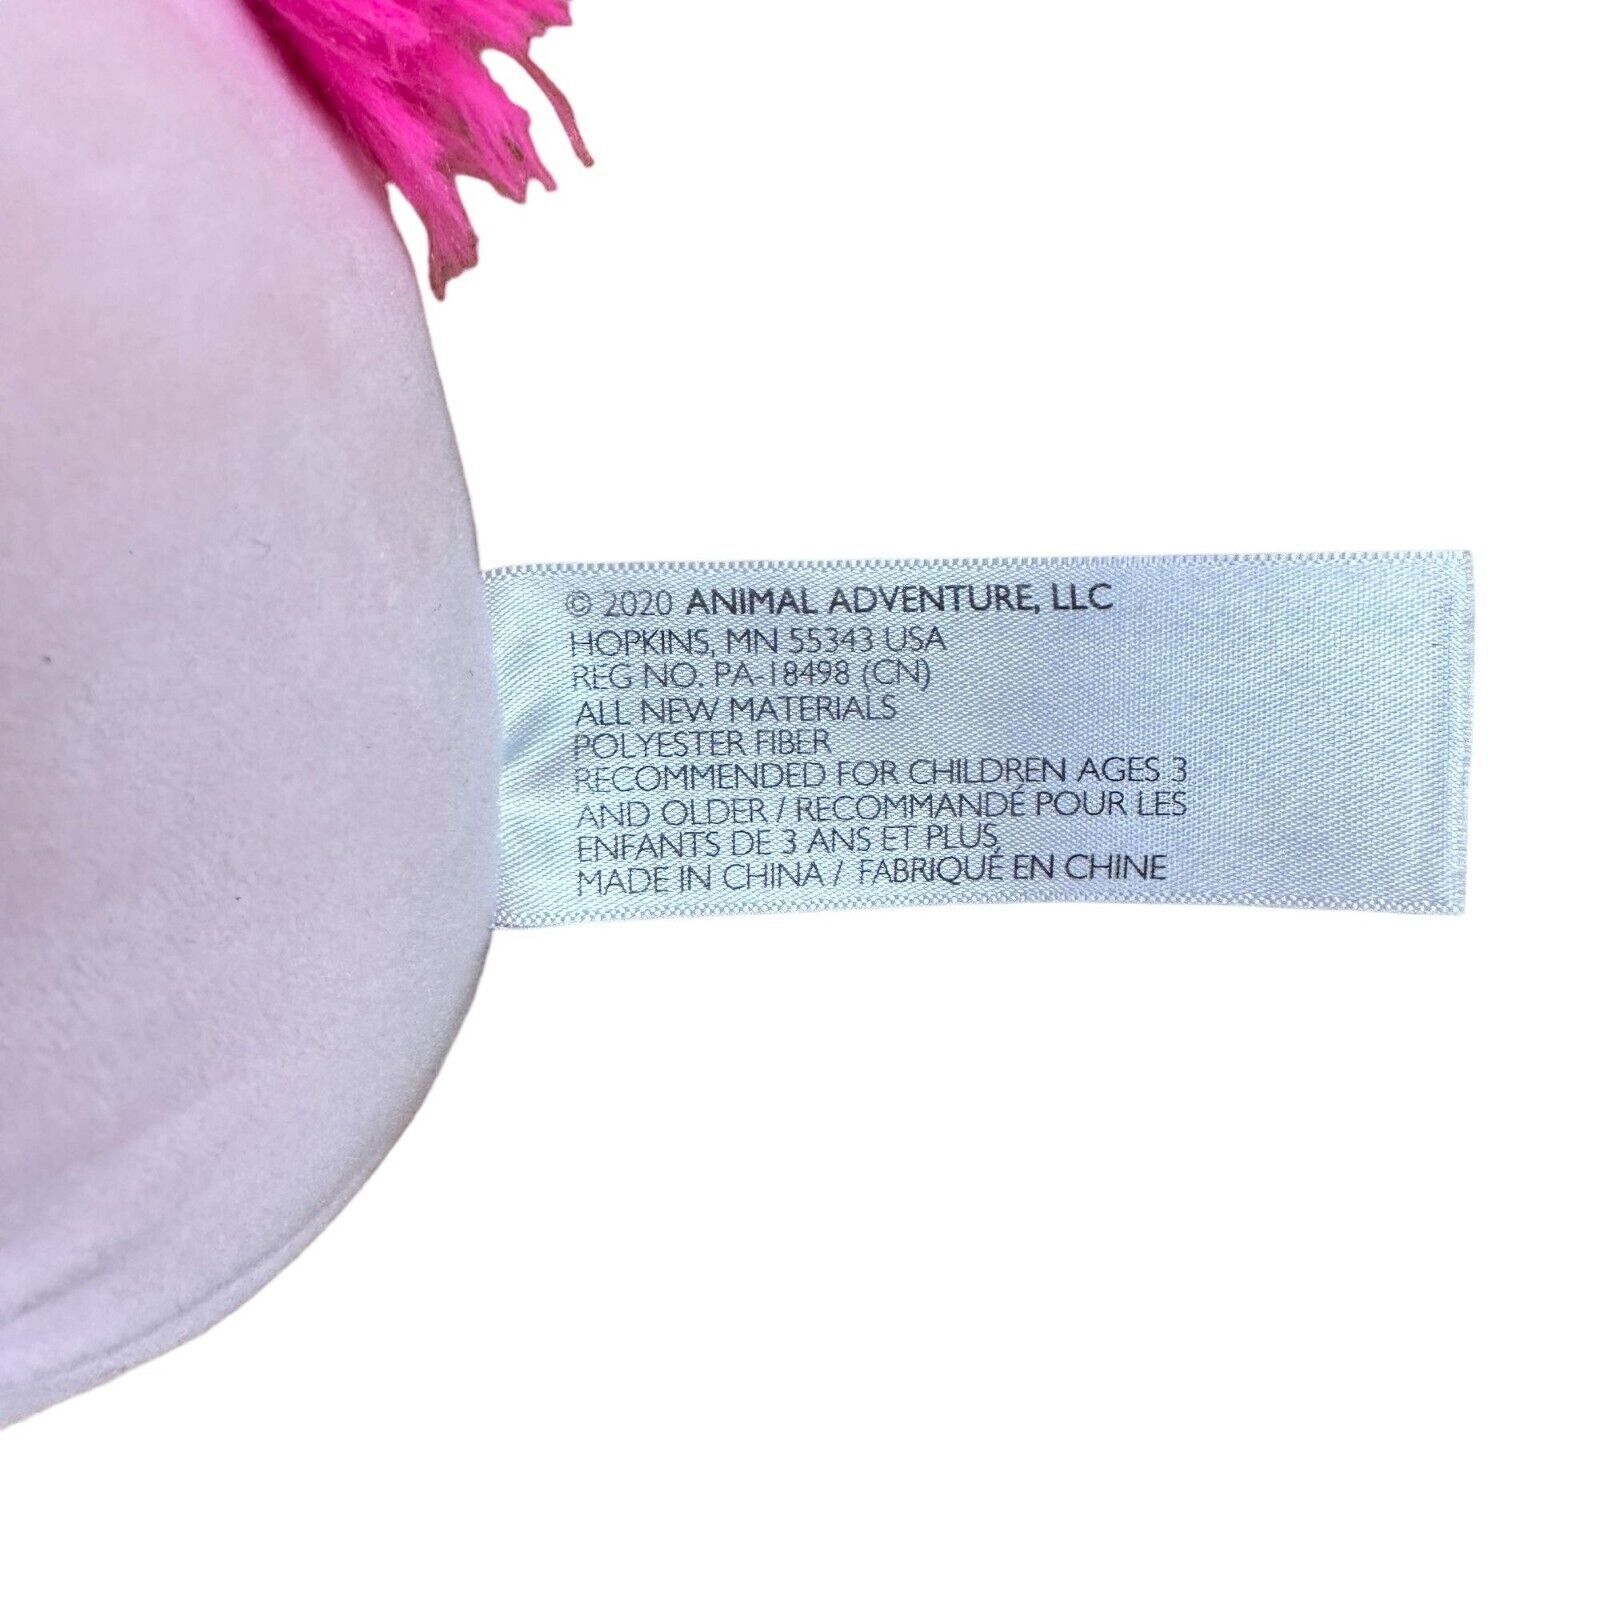 © 2020 ANIMAL ADVENTURE, LLC
HOPKINS, MN 55343 USA
REG NO. PA-18498 (CN)
ALL NEW MATERIALS
POLYESTER FIBER
RECOMMENDED FOR CHILDREN AGES 3
AND OLDER / RECOMMANDÉ POUR LES
ENFANTS DE 3 ANS ET PLUS,
MADE IN CHINA / FABRIQUÉ EN CHINE